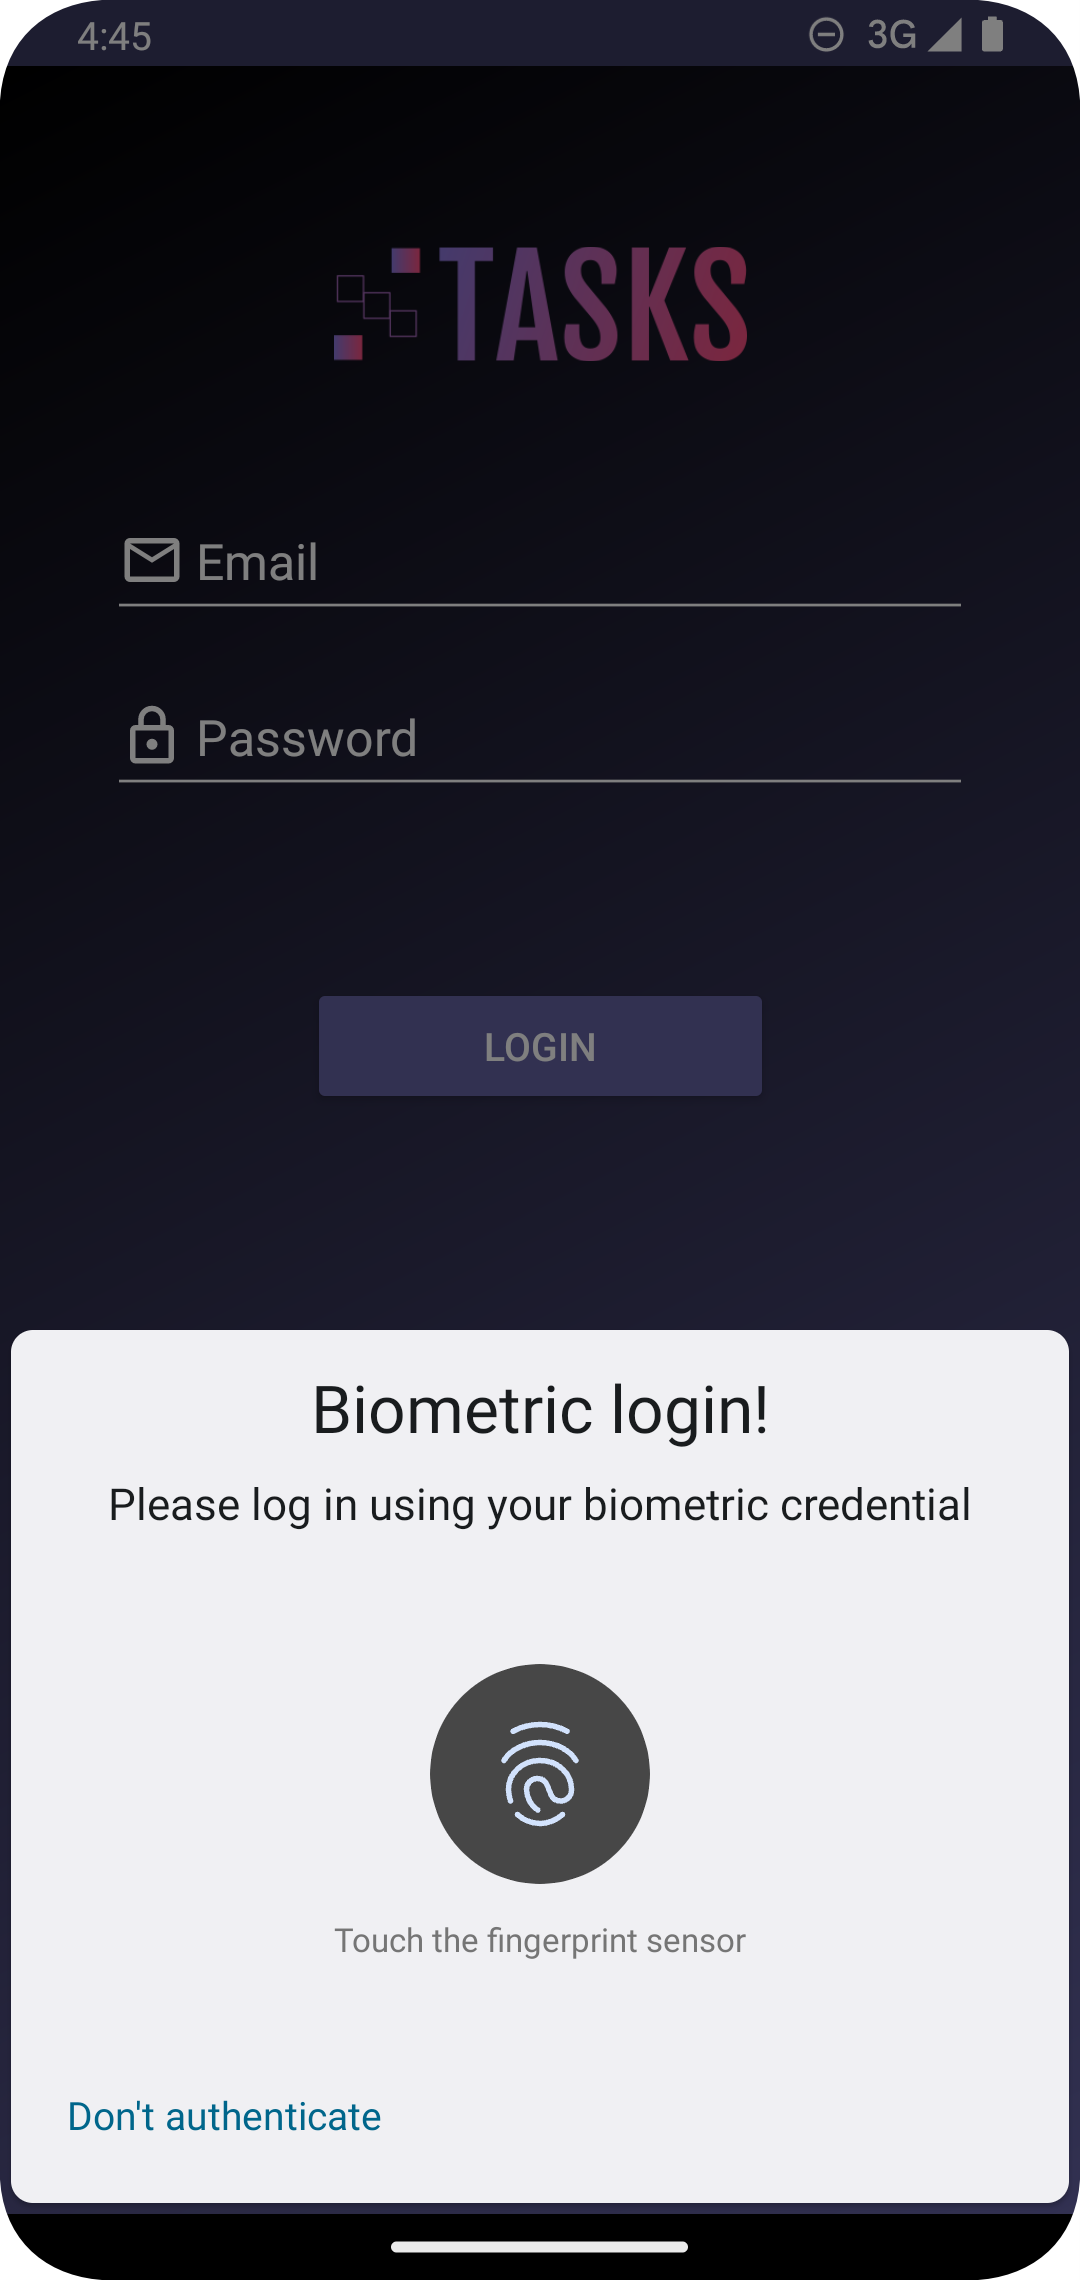 4:45
3G
TASKS
Email
Password
LOGIN
Biometric login!
Please log in using your biometric credential
Touch the fingerprint sensor
Don't authenticate